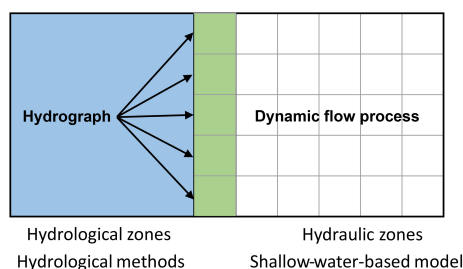 Hydrograph
Dynamic flow process
Hydrological zones
Hydraulic zones
Hydrological methods
Shallow-water-based model